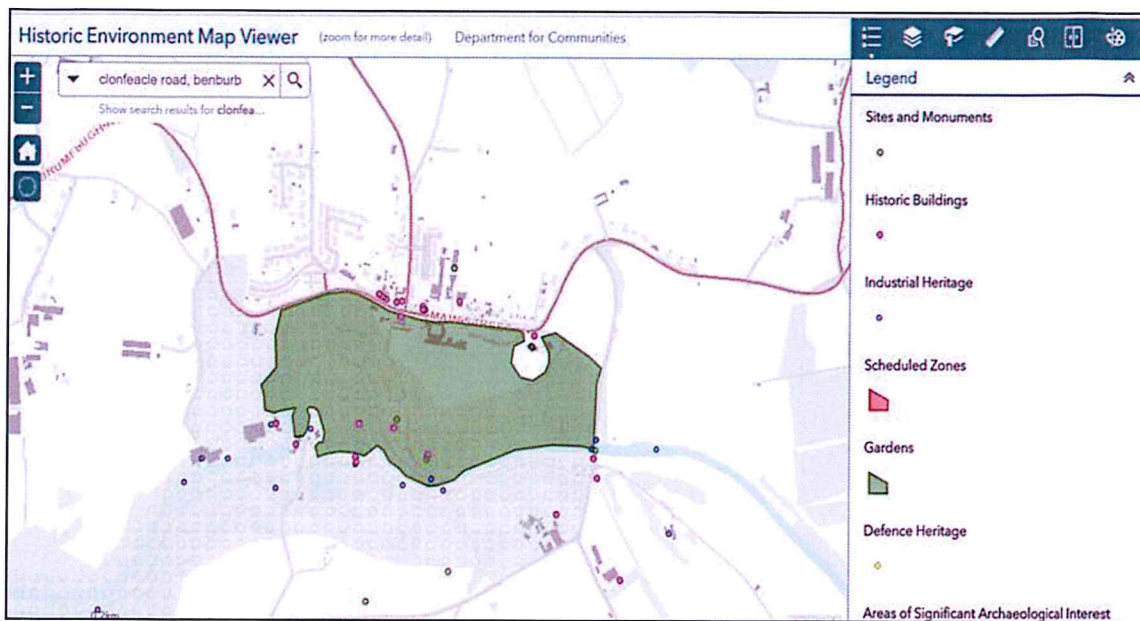 Historic Environment Map Viewer (zoom for more detail) Department for Communities
clonfeacle road, benburb
Show search results for clonfea...
MAIN STREET
0.2km
Legend
Sites and Monuments
Historic Buildings
Industrial Heritage
Scheduled Zones
Gardens
Defence Heritage
Areas of Significant Archaeological Interest